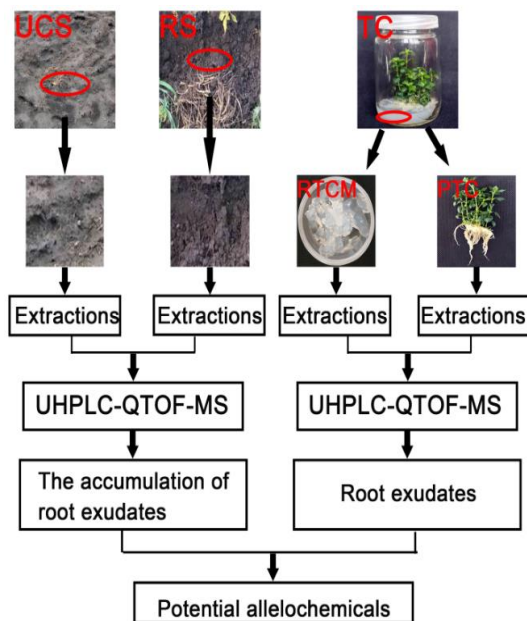 UCS
RS
TC
RTCM
PTC
Extractions
Extractions
Extractions
Extractions
UHPLC-QTOF-MS
UHPLC-QTOF-MS
The accumulation of
root exudates
Root exudates
Potential allelochemicals